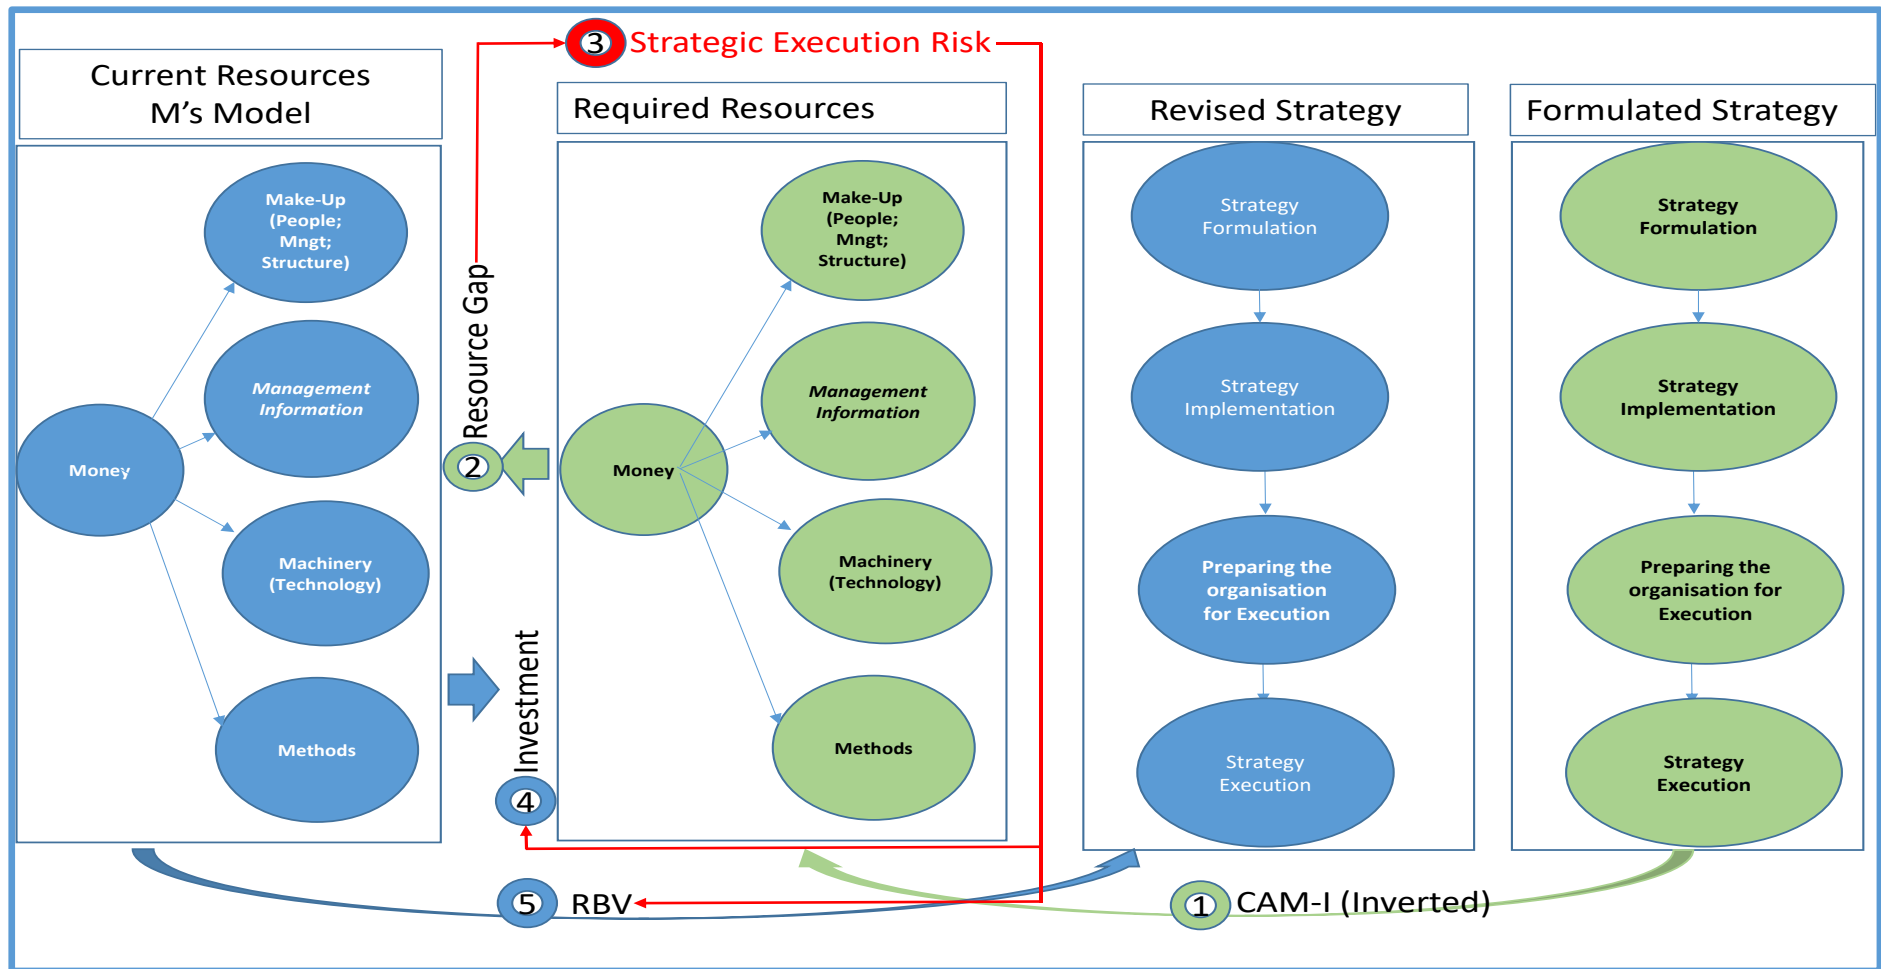 3 Strategic Execution Risk
Current Resources
M's Model
Make-Up
(People;
Mngt;
Structure)
Management
Information
Money
Machinery
(Technology)
Methods
Resource Gap
2
Investment
4
Required Resources
Make-Up
(People;
Mngt;
Structure)
Management
Information
Money
Machinery
(Technology)
Methods
Revised Strategy
Strategy
Formulation
Strategy
Implementation
Preparing the
organisation
for Execution
Strategy
Execution
Formulated Strategy
Strategy
Formulation
Strategy
Implementation
Preparing the
organisation for
Execution
Strategy
Execution
5 RBV
1 CAM-I (Inverted)